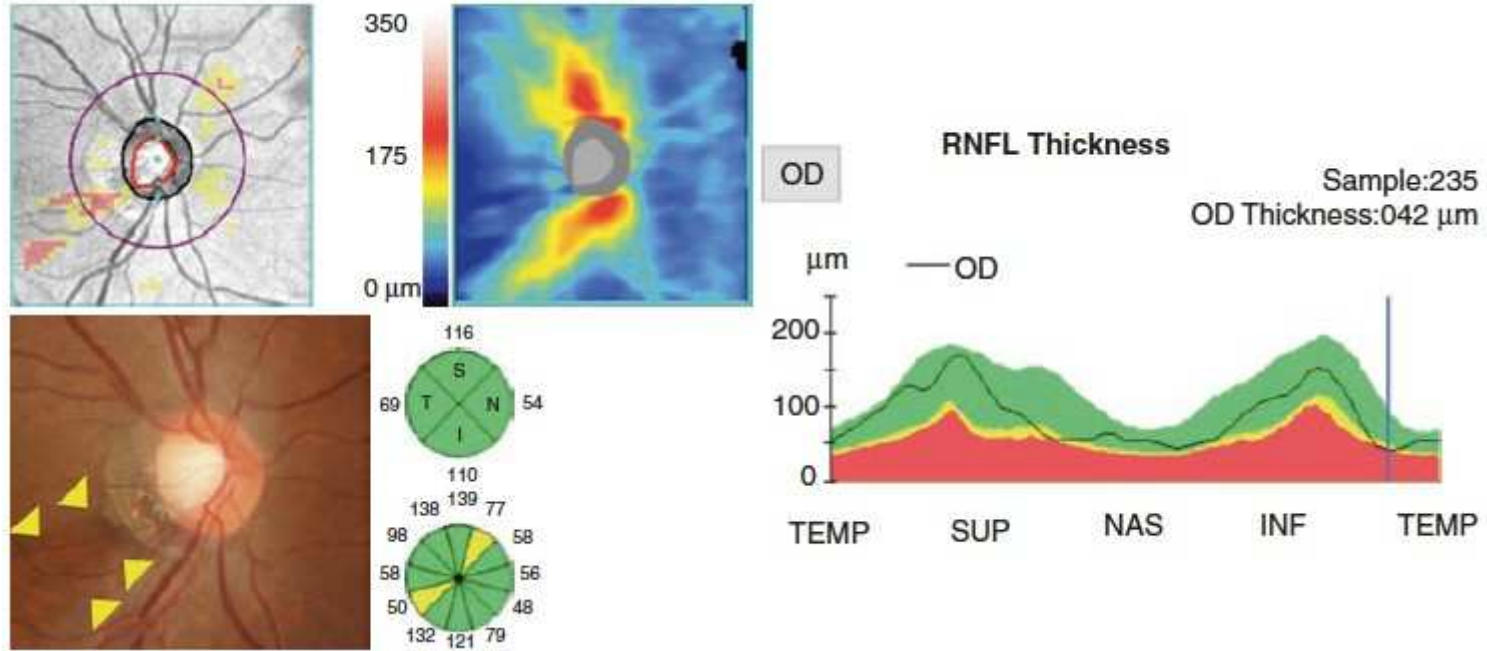 350
175
0 µm
OD
RNFL Thickness
Sample:235
OD Thickness:042 µm
µm
OD
200
100
0
TEMP
SUP
NAS
INF
TEMP
116
S
69
T
N
54
I
110
139
138
77
98
58
58
56
50
48
132
121
79